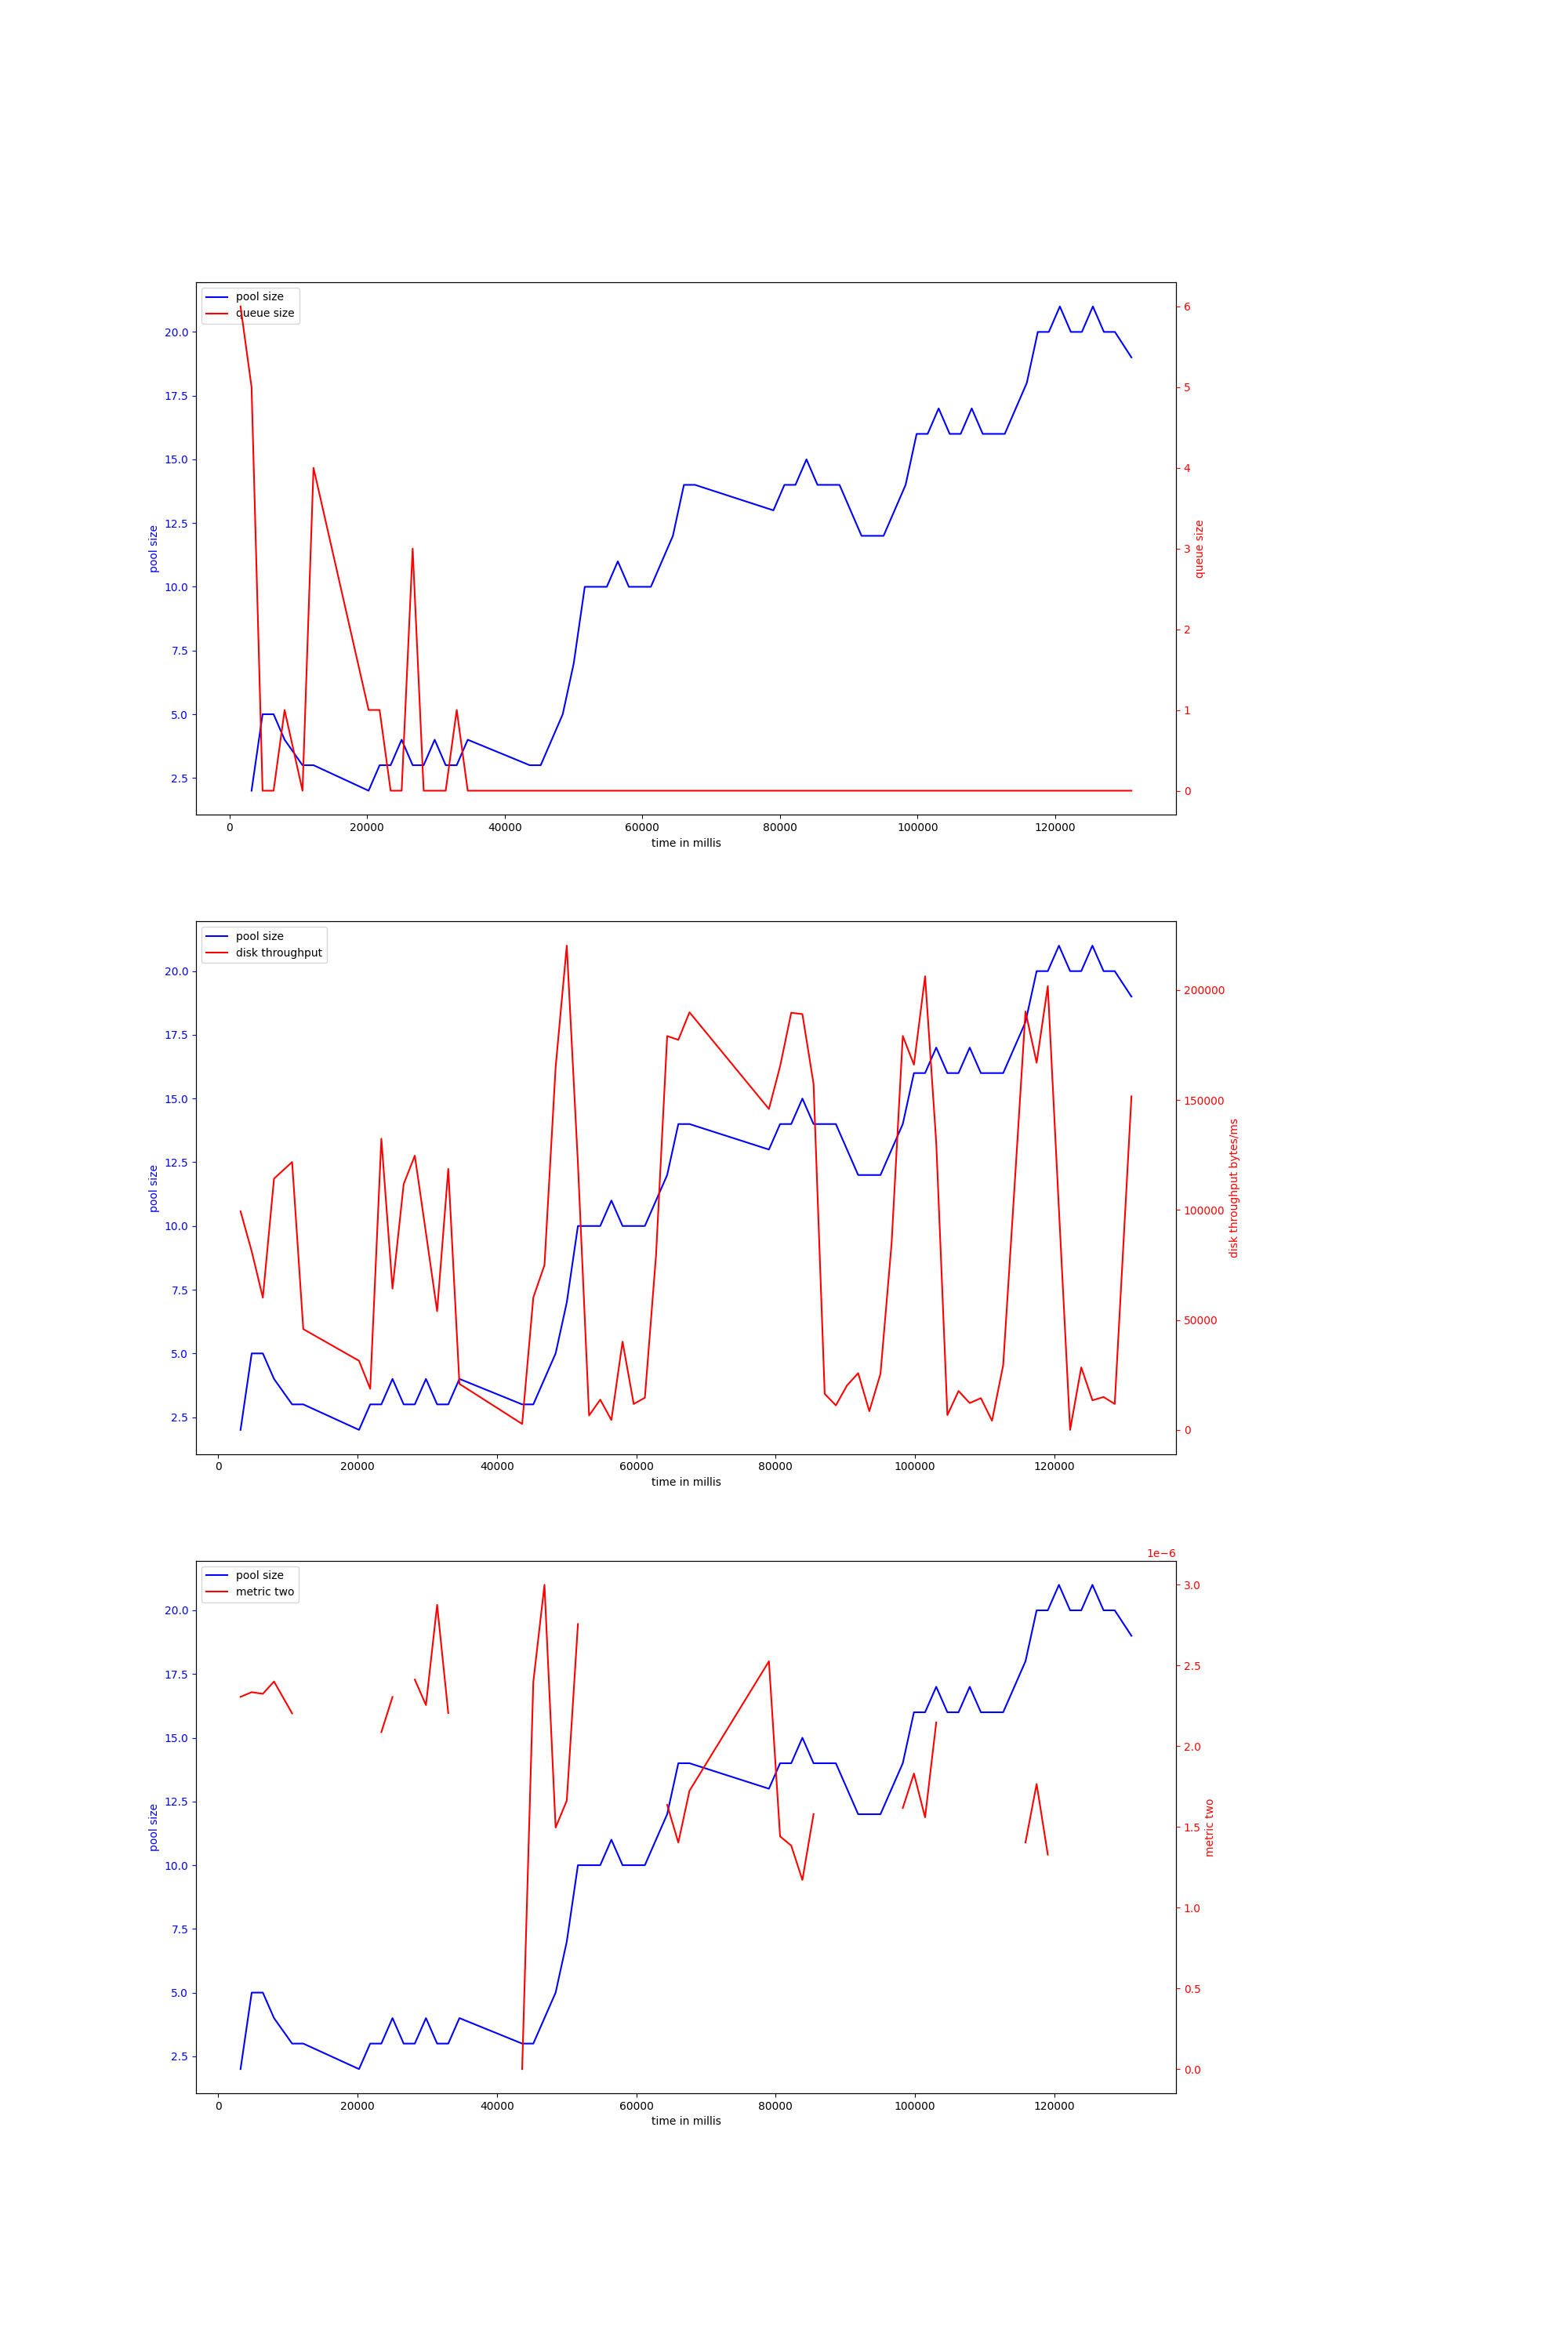 pool size
queue size
20.0
17.5
15.0
12.5
10.0
7.5
5.0
2.5
pool size
6
5
4
3
2
1
0
queue size
0 20000 40000 60000 80000 100000 120000
time in millis
pool size
disk throughput
20.0
17.5
15.0
12.5
10.0
7.5
5.0
2.5
pool size
200000
150000
100000
50000
0
disk throughput bytes/ms
0 20000 40000 60000 80000 100000 120000
time in millis
1e−6
pool size
metric two
20.0
17.5
15.0
12.5
10.0
7.5
5.0
2.5
pool size
3.0
2.5
2.0
1.5
1.0
0.5
0.0
metric two
0 20000 40000 60000 80000 100000 120000
time in millis